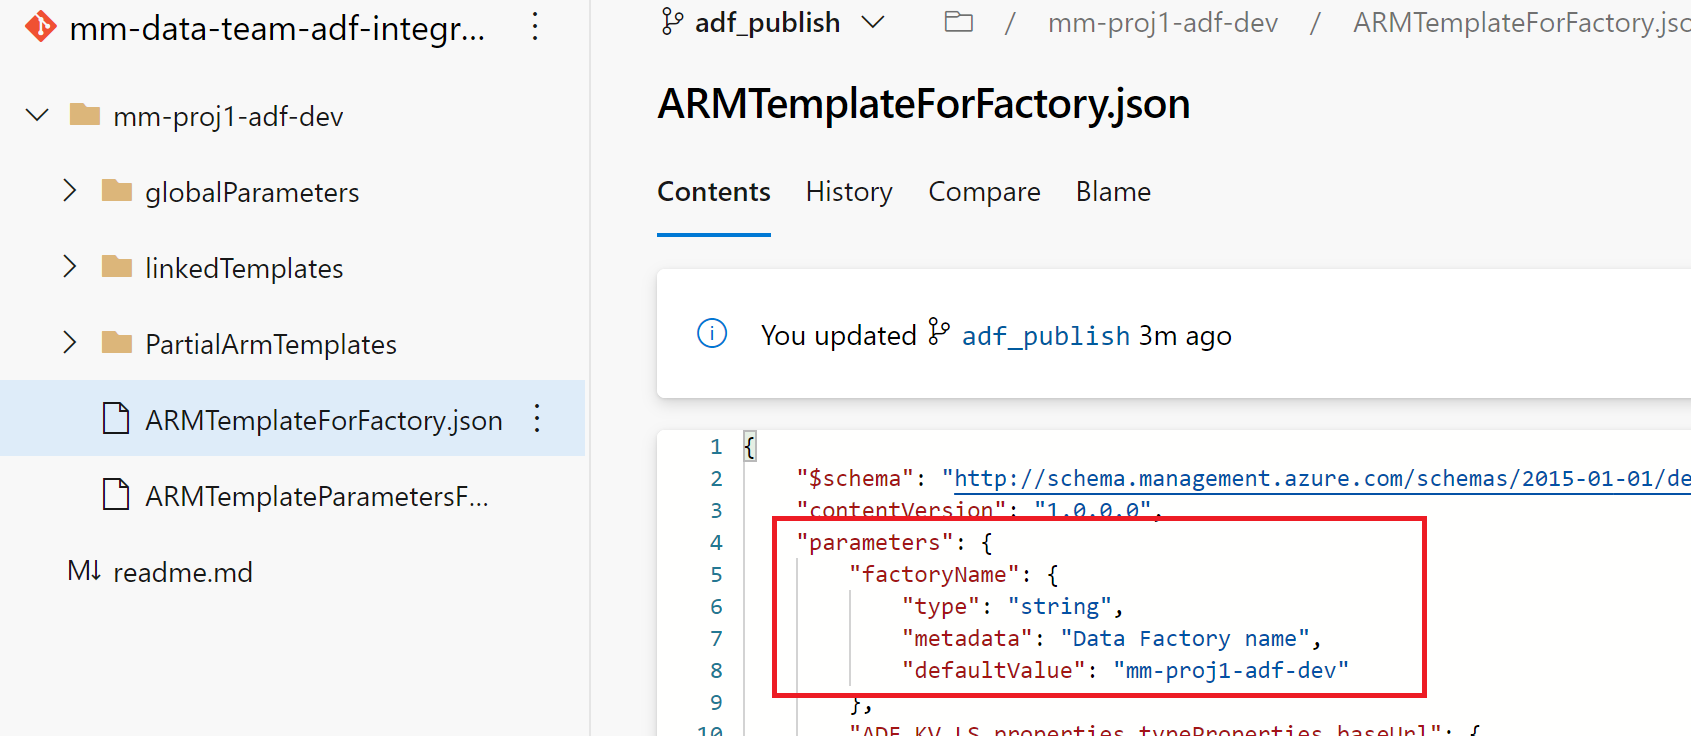 mm-data-team-adf-integr...
mm-proj1-adf-dev
globalParameters
linkedTemplates
PartialArmTemplates
ARMTemplateForFactory.json
ARMTemplateParametersF...
M↓ readme.md
adf_publish / mm-proj1-adf-dev / ARMTemplateForFactory.jso
ARMTemplateForFactory.json
Contents History Compare Blame
You updated adf_publish 3m ago
1 {
2 "$schema": "http://schema.management.azure.com/schemas/2015-01-01/de
3 "contentVersion": "1.0.0.0",
4 "parameters": {
5 "factoryName": {
6 "type": "string",
7 "metadata": "Data Factory name",
8 "defaultValue": "mm-proj1-adf-dev"
9 },
10 "ADF_KV_LS_properties_typeProperties_baseUrl": {